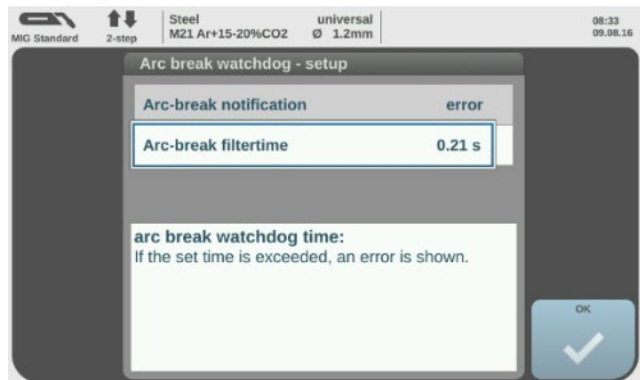 MIG Standard
2-step
Steel universal
M21 Ar+15-20%CO2 Ø 1.2mm
08:33
09.08.16
Arc break watchdog - setup
Arc-break notification error
Arc-break filtertime 0.21 s
arc break watchdog time:
If the set time is exceeded, an error is shown.
OK